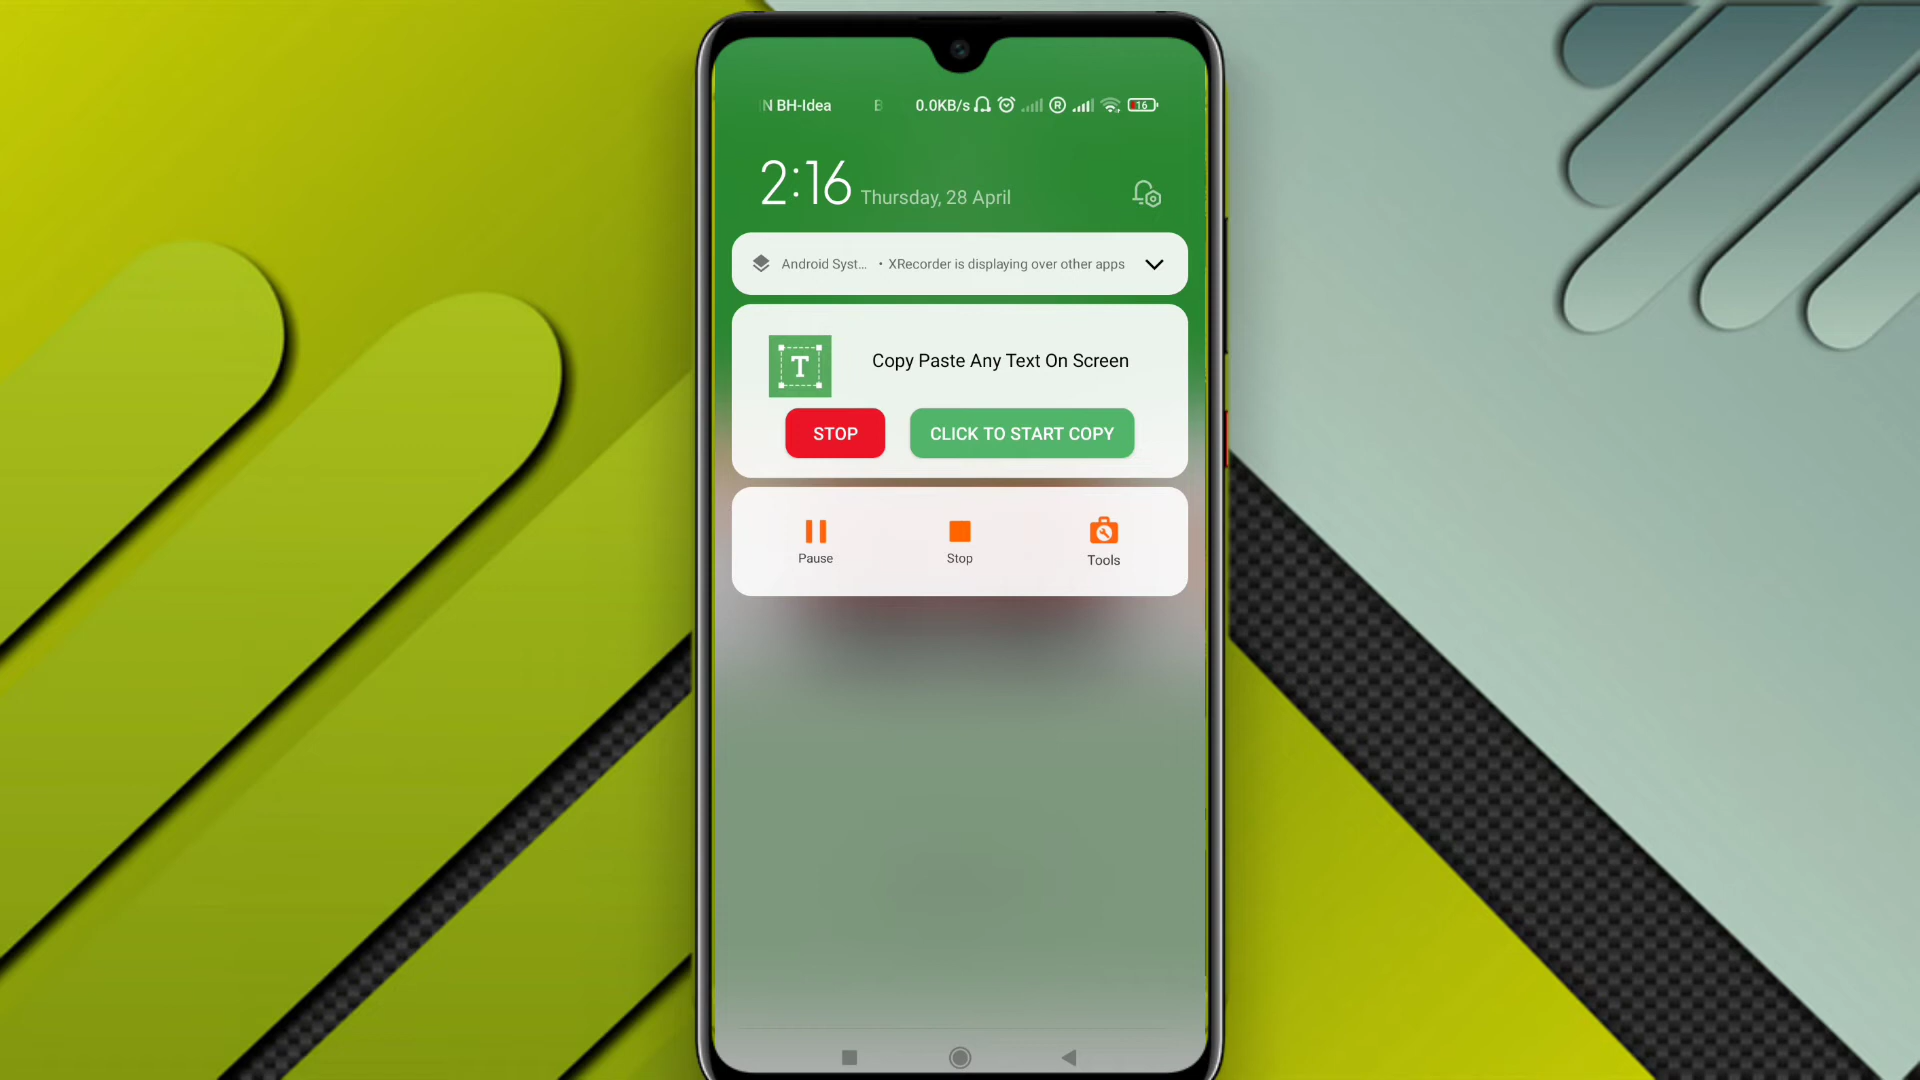 N BH-Idea B 0.0KB/s R 16
2:16 Thursday, 28 April
Android Syst... • XRecorder is displaying over other apps
T Copy Paste Any Text On Screen
STOP CLICK TO START COPY
Pause Stop Tools